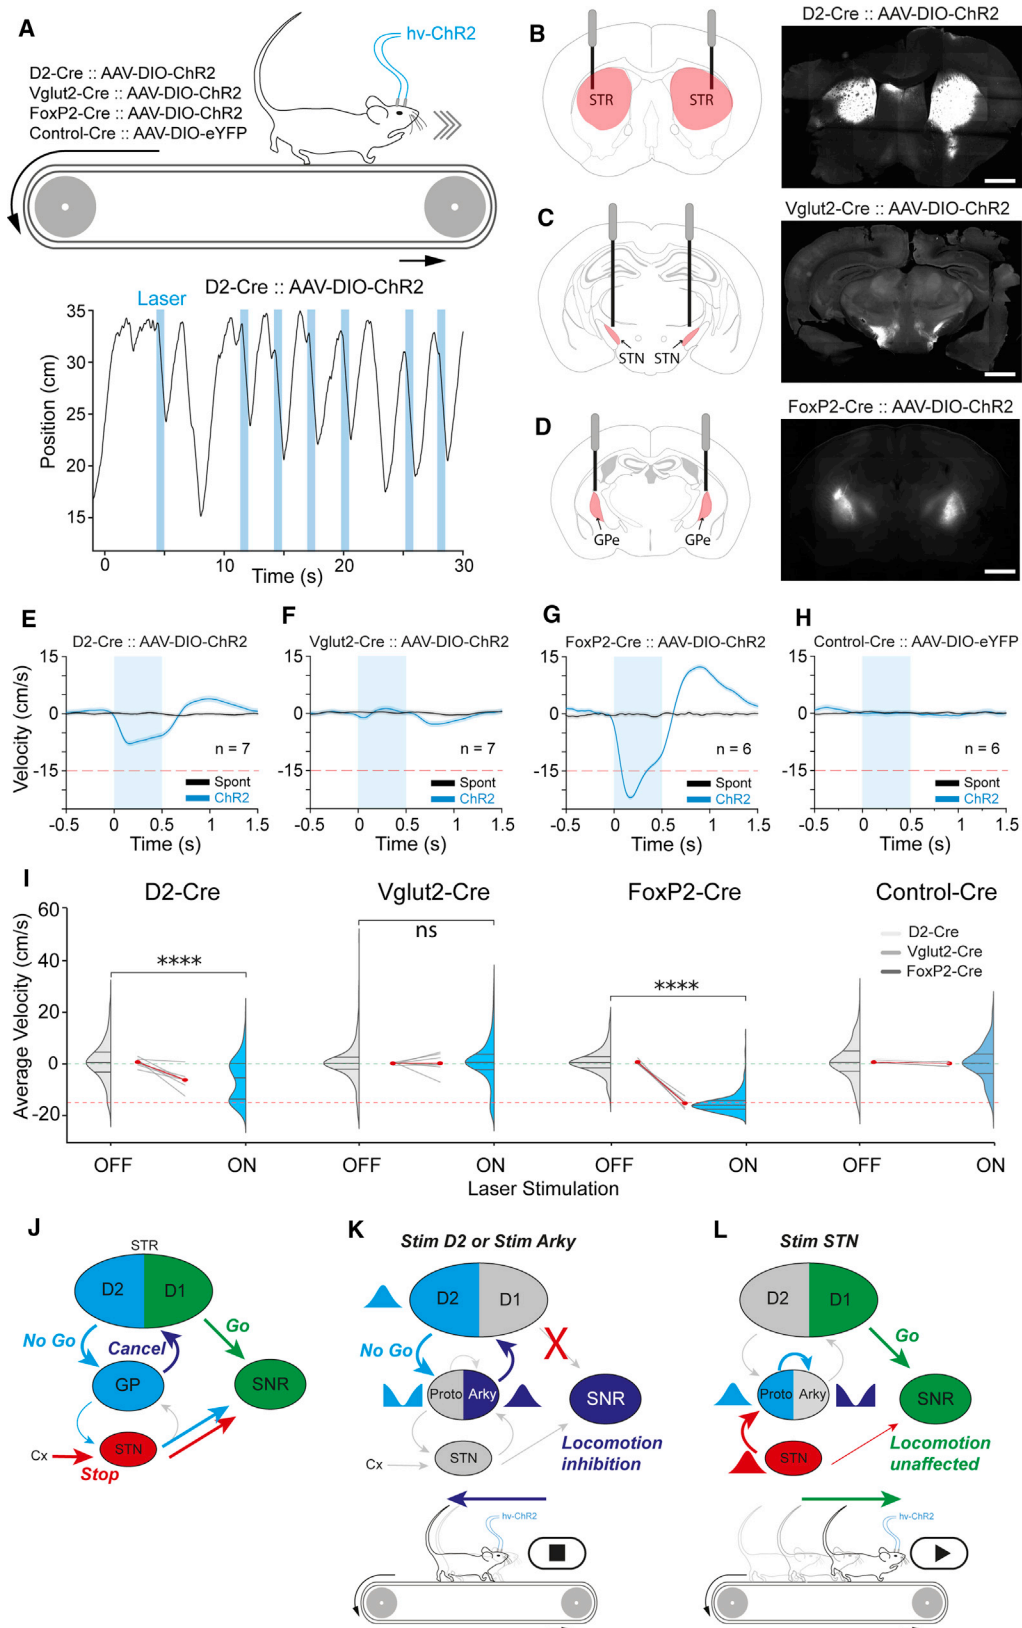 A
hv-ChR2
D2-Cre :: AAV-DIO-ChR2
Vglut2-Cre :: AAV-DIO-ChR2
FoxP2-Cre :: AAV-DIO-ChR2
Control-Cre :: AAV-DIO-eYFP
D2-Cre :: AAV-DIO-ChR2
Laser
35
30
25
20
15
Position (cm)
0 10 20 30
Time (s)
B
STR STR
D2-Cre :: AAV-DIO-ChR2
C
STN STN
Vglut2-Cre :: AAV-DIO-ChR2
D
GPe GPe
FoxP2-Cre :: AAV-DIO-ChR2
E
D2-Cre :: AAV-DIO-ChR2
15
0
-15
Velocity (cm/s)
n = 7
Spont
ChR2
-0.5 0 0.5 1 1.5
Time (s)
F
Vglut2-Cre :: AAV-DIO-ChR2
15
0
-15
n = 7
Spont
ChR2
-0.5 0 0.5 1 1.5
Time (s)
G
FoxP2-Cre :: AAV-DIO-ChR2
15
0
-15
n = 6
Spont
ChR2
-0.5 0 0.5 1 1.5
Time (s)
H
Control-Cre :: AAV-DIO-eYFP
15
0
-15
n = 6
Spont
ChR2
-0.5 0 0.5 1 1.5
Time (s)
I
D2-Cre Vglut2-Cre FoxP2-Cre Control-Cre
60
40
20
0
-20
Average Velocity (cm/s)
****
ns
****
D2-Cre
Vglut2-Cre
FoxP2-Cre
OFF ON OFF ON OFF ON OFF ON
Laser Stimulation
J
STR
D2 D1
No Go
Cancel
Go
GP
SNR
STN
Cx
Stop
K
Stim D2 or Stim Arky
D2 D1
No Go
X
Proto Arky
SNR
STN
Cx
Locomotion
inhibition
hv-ChR2
L
Stim STN
D2 D1
Go
Proto Arky
SNR
STN
Locomotion
unaffected
hv-ChR2